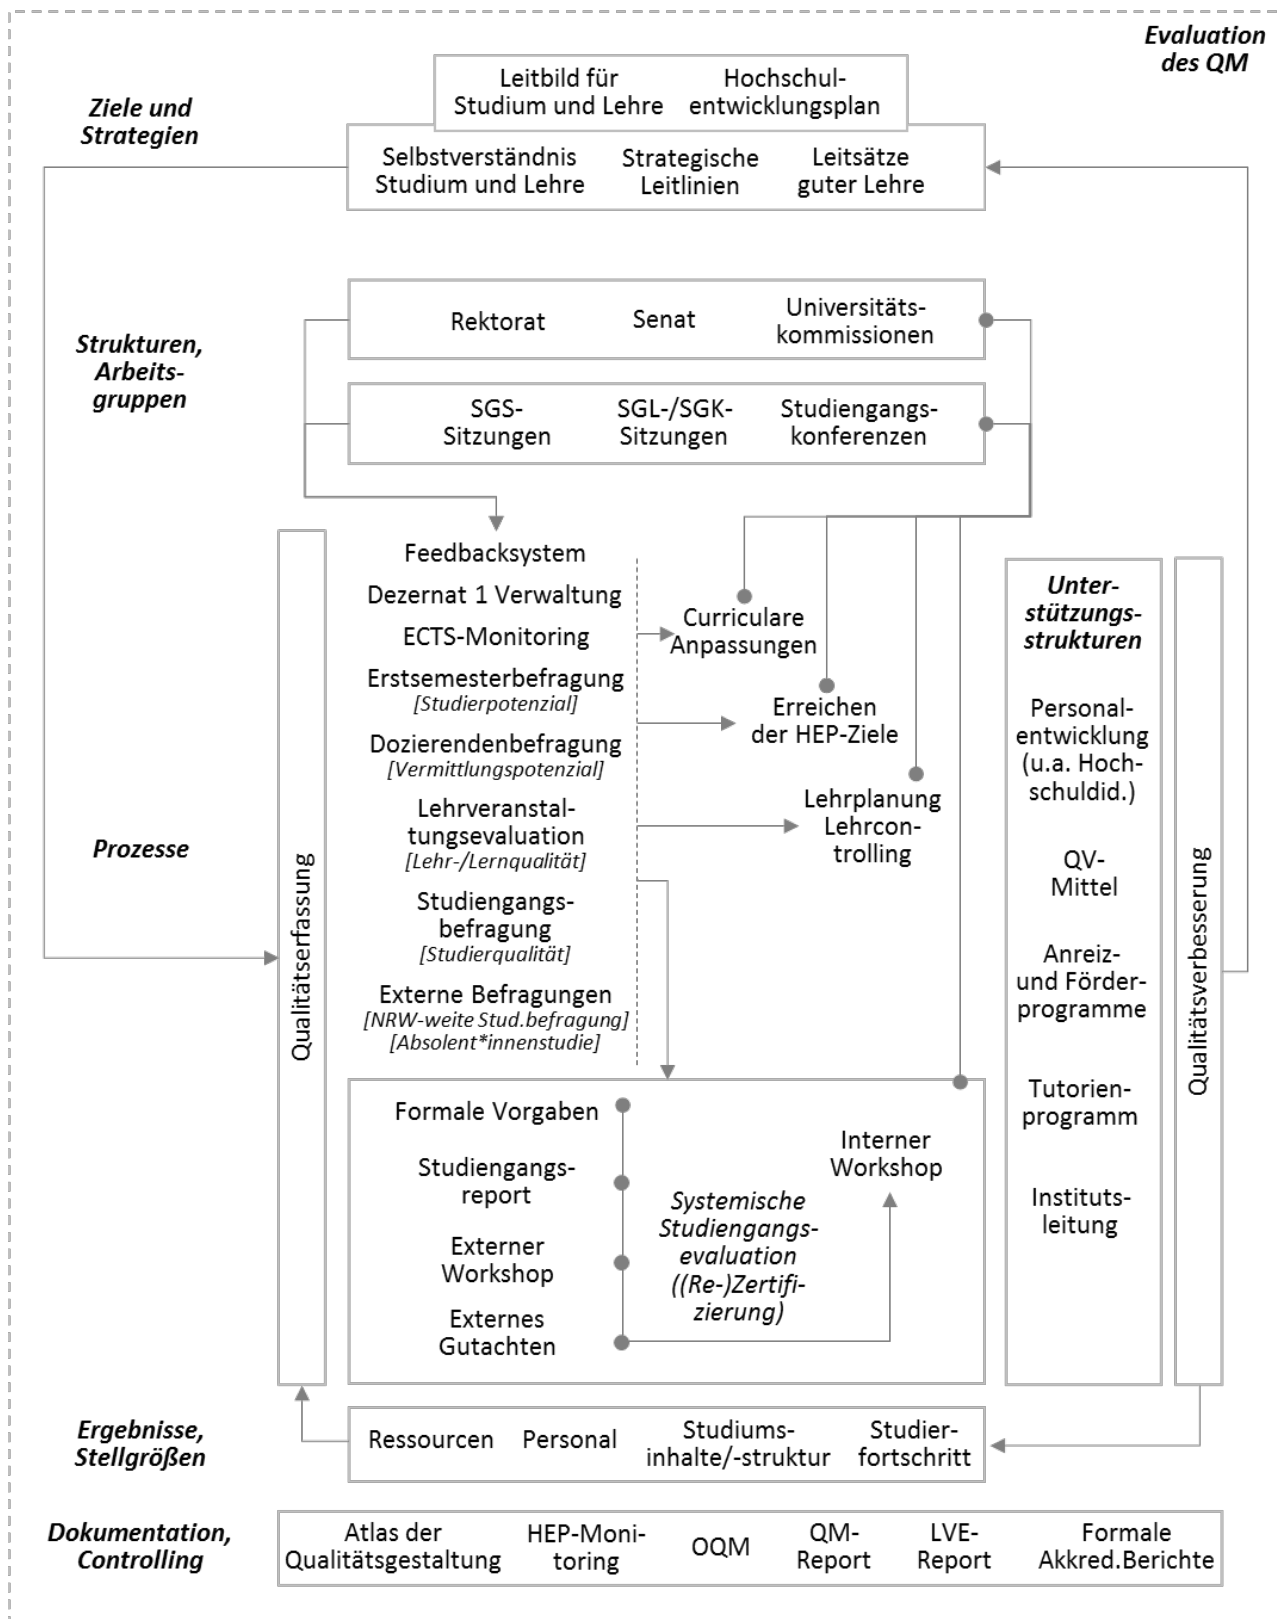 Evaluation
des QM
Ziele und
Strategien
Leitbild für
Studium und Lehre
Hochschul-
entwicklungsplan
Selbstverständnis
Studium und Lehre
Strategische
Leitlinien
Leitsätze
guter Lehre
Strukturen,
Arbeits-
gruppen
Rektorat
Senat
Universitäts-
kommissionen
SGS-
Sitzungen
SGL-/SGK-
Sitzungen
Studiengangs-
konferenzen
Prozesse
Qualitätserfassung
Feedbacksystem
Dezernat 1 Verwaltung
ECTS-Monitoring
Erstsemesterbefragung
[Studierpotenzial]
Dozierendenbefragung
[Vermittlungspotenzial]
Lehrveranstal-
tungsevaluation
[Lehr-/Lernqualität]
Studiengangs-
befragung
[Studierqualität]
Externe Befragungen
[NRW-weite Stud.befragung]
[Absolent*innenstudie]
Curriculare
Anpassungen
Erreichen
der HEP-Ziele
Lehrplanung
Lehrcon-
trolling
Formale Vorgaben
Studiengangs-
report
Externer
Workshop
Externes
Gutachten
Systemische
Studiengangs-
evaluation
((Re-)Zertifi-
zierung)
Interner
Workshop
Unter-
stützungs-
strukturen
Personal-
entwicklung
(u.a. Hoch-
schuldid.)
QV-
Mittel
Anreiz-
und Förder-
programme
Tutorien-
programm
Instituts-
leitung
Qualitätsverbesserung
Ergebnisse,
Stellgrößen
Ressourcen
Personal
Studiums-
inhalte/-struktur
Studier-
fortschritt
Dokumentation,
Controlling
Atlas der
Qualitätsgestaltung
HEP-Moni-
toring
OQM
QM-
Report
LVE-
Report
Formale
Akkred.Berichte